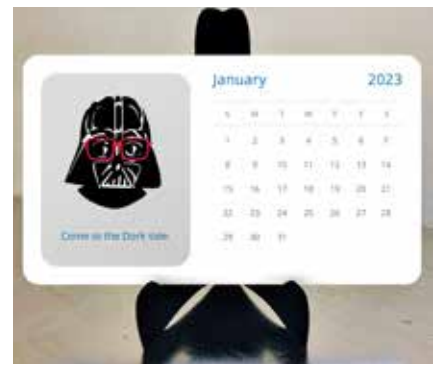 January 2023
S M T W T F S
1 2 3 4 5 6 7
8 9 10 11 12 13 14
15 16 17 18 19 20 21
22 23 24 25 26 27 28
29 30 31
Come to the Dork side